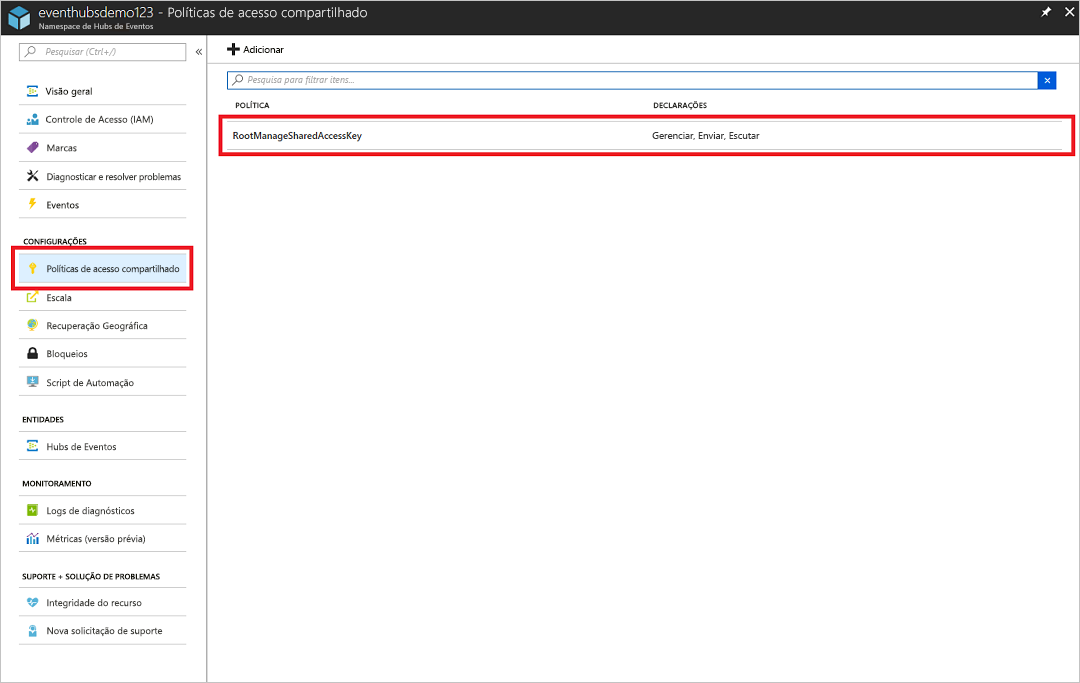 eventhubsdemo123 - Políticas de acesso compartilhado
Namespace de Hubs de Eventos
Pesquisar (Ctrl+/)
«
Visão geral
Controle de Acesso (IAM)
Marcas
Diagnosticar e resolver problemas
Eventos
CONFIGURAÇÕES
Políticas de acesso compartilhado
Escala
Recuperação Geográfica
Bloqueios
Script de Automação
ENTIDADES
Hubs de Eventos
MONITORAMENTO
Logs de diagnósticos
Métricas (versão prévia)
SUPORTE + SOLUÇÃO DE PROBLEMAS
Integridade do recurso
Nova solicitação de suporte
Adicionar
Pesquisa para filtrar itens...
POLÍTICA DECLARAÇÕES
RootManageSharedAccessKey Gerenciar, Enviar, Escutar